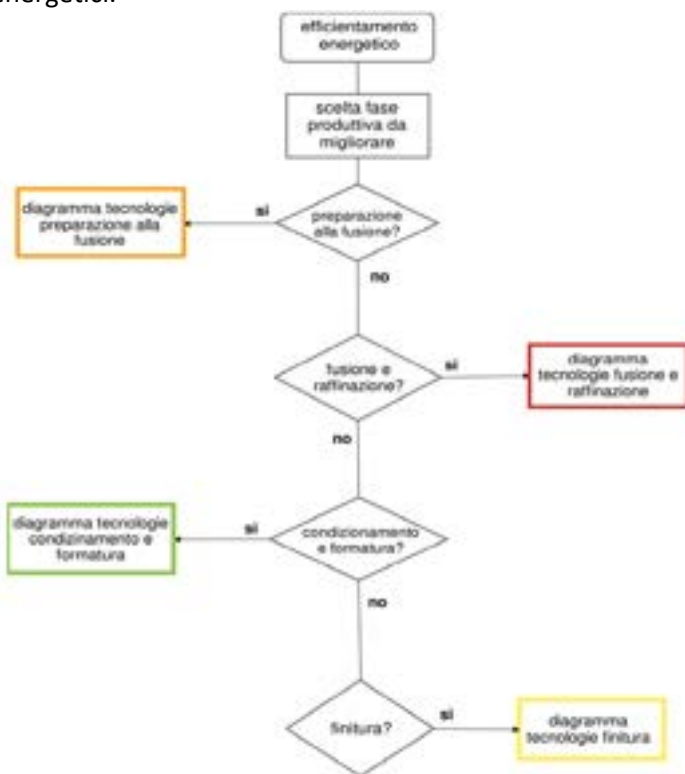 energetici.
efficientamento
energetico
scelta fase
produttiva da
migliorare
diagramma tecnologie
preparazione alla
fusione
si
preparazione
alla fusione?
no
fusione e
raffinazione?
si
diagramma
tecnologie fusione e
raffinazione
no
diagramma tecnologie
condizinamento e
formatura
si
condizionamento
e formatura?
no
finitura?
si
diagramma
tecnologie finitura